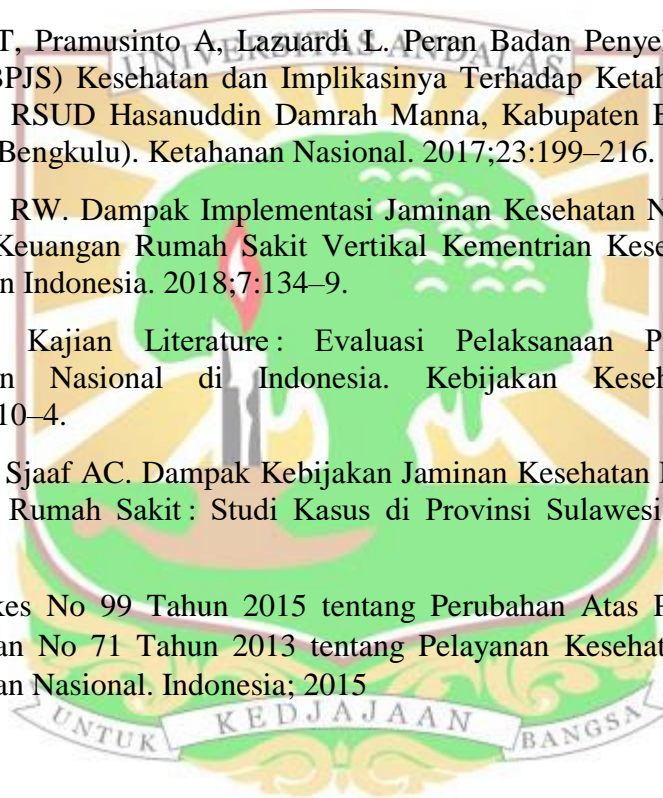 T, Pramusinto A, Lazuardi L. Peran Badan Penye
BPJS) Kesehatan dan Implikasinya Terhadap Ketah
RSUD Hasanuddin Damrah Manna, Kabupaten B
Bengkulu). Ketahanan Nasional. 2017;23:199–216.
RW. Dampak Implementasi Jaminan Kesehatan N
Keuangan Rumah Sakit Vertikal Kementrian Kese
n Indonesia. 2018;7:134–9.
Kajian Literature : Evaluasi Pelaksanaan P
n Nasional di Indonesia. Kebijakan Keseh
10–4.
Sjaaf AC. Dampak Kebijakan Jaminan Kesehatan
Rumah Sakit : Studi Kasus di Provinsi Sulawesi
kes No 99 Tahun 2015 tentang Perubahan Atas
an No 71 Tahun 2013 tentang Pelayanan Kesehat
an Nasional. Indonesia; 2015
UNIVERSITAS ANDALAS
UNTUK KEDJAJAAN BANGSA